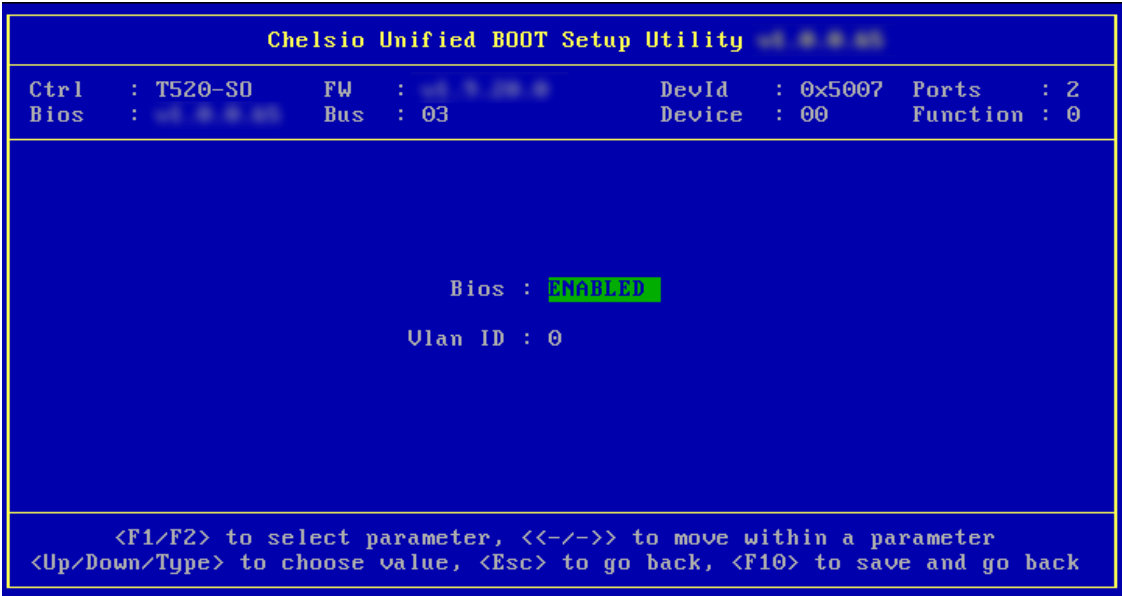 Chelsio Unified BOOT Setup Utility
Ctrl : T520-SO FW : DevId : 0x5007 Ports : 2
Bios : Bus : 03 Device : 00 Function : 0
Bios : ENABLED
Vlan ID : 0
<F1/F2> to select parameter, <<-/->> to move within a parameter
<Up/Down/Type> to choose value, <Esc> to go back, <F10> to save and go back